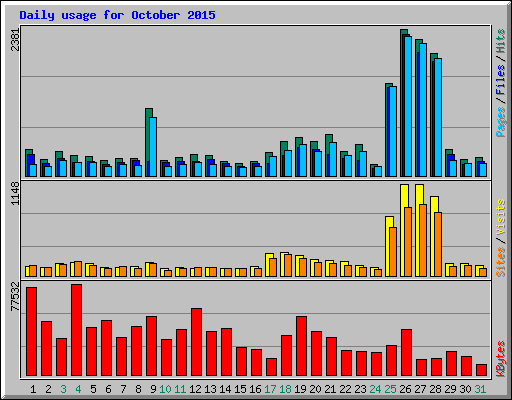 Daily usage for October 2015
2381
Pages / Files / Hits
1148
Sites / Visits
77532
KBytes
1 2 3 4 5 6 7 8 9 10 11 12 13 14 15 16 17 18 19 20 21 22 23 24 25 26 27 28 29 30 31